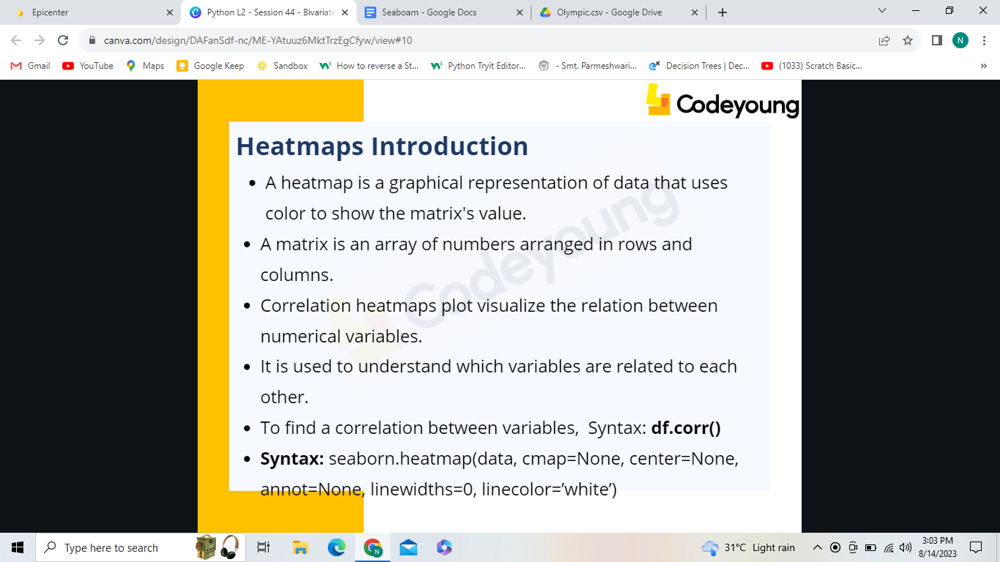 Epicenter
Python L2 - Session 44 - Bivariate
Seaboarn - Google Docs
Olympic.csv - Google Drive
canva.com/design/DAFanSdf-nc/ME-YAtuuz6MktTrzEgCfyw/view#10
N
Gmail
YouTube
Maps
Google Keep
Sandbox
How to reverse a St...
Python Tryit Editor...
- Smt. Parmeshwari...
Decision Trees | Dec...
(1033) Scratch Basic...
»
Codeyoung
Heatmaps Introduction
• A heatmap is a graphical representation of data that uses
color to show the matrix's value.
• A matrix is an array of numbers arranged in rows and
columns.
• Correlation heatmaps plot visualize the relation between
numerical variables.
• It is used to understand which variables are related to each
other.
• To find a correlation between variables,  Syntax: df.corr()
• Syntax: seaborn.heatmap(data, cmap=None, center=None,
annot=None, linewidths=0, linecolor=’white’)
Codeyoung
Type here to search
N
31°C Light rain
3:03 PM
8/14/2023